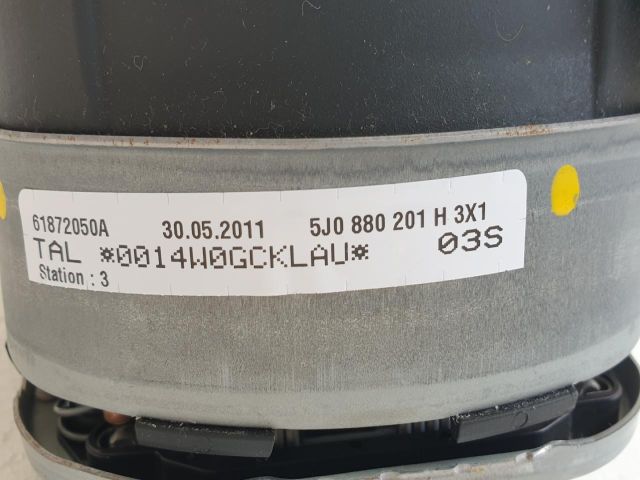 61872050A 30.05.2011 5J0 880 201 H 3X1
TAL *0014W0GCKLAU* 03S
Station : 3